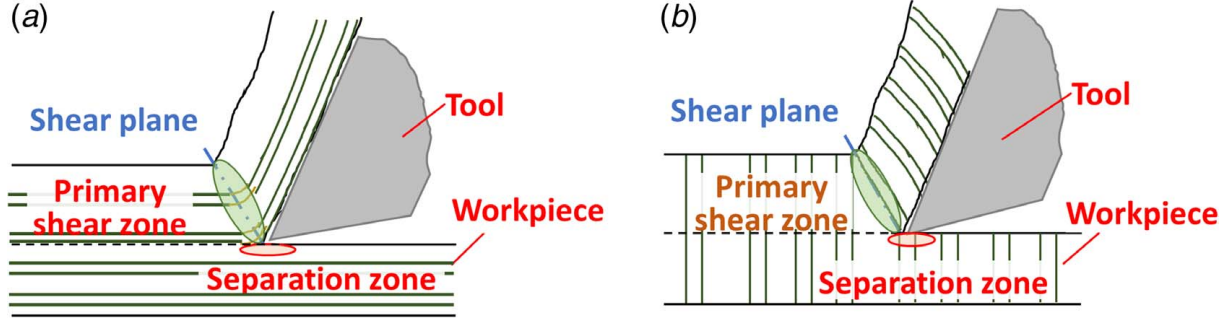 (a)
Shear plane
Tool
Primary
shear zone
Workpiece
Separation zone
(b)
Shear plane
Tool
Primary
shear zone
Workpiece
Separation zone